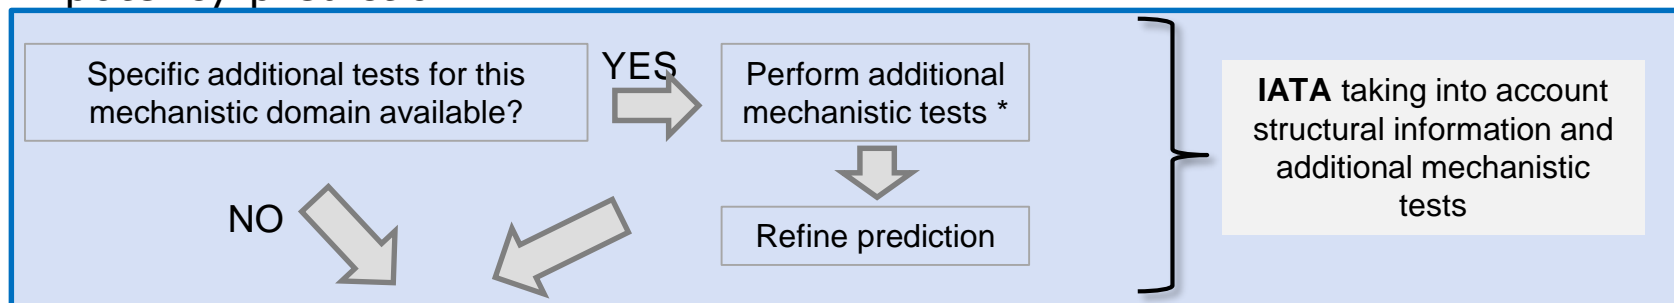 Specific additional tests for this
mechanistic domain available?
YES
Perform additional
mechanistic tests *
IATA taking into account
structural information and
additional mechanistic
tests
NO
Refine prediction